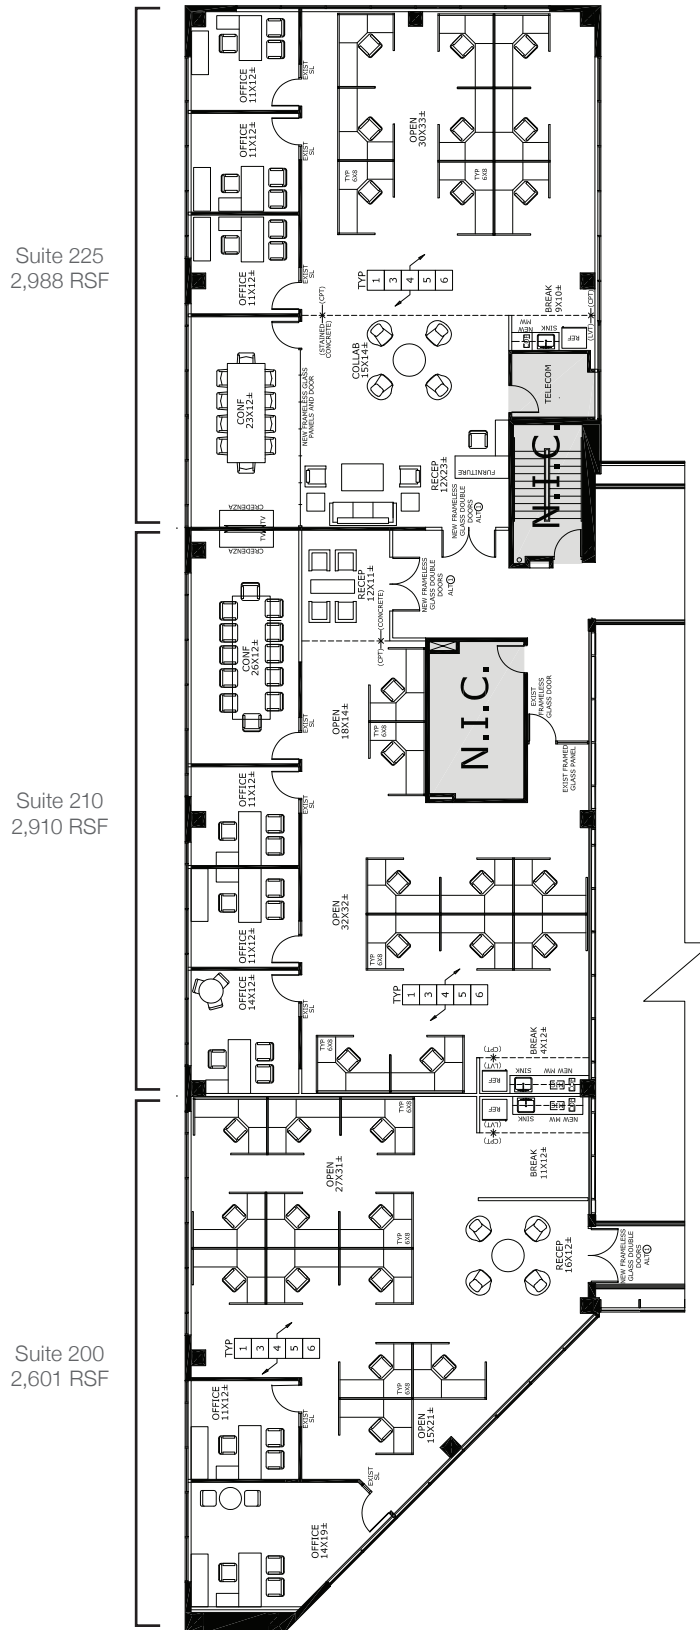 Suite 225
2,988 RSF
OFFICE
11X12±
EXIST
SL
OPEN
30X33±
OFFICE
11X12±
EXIST
SL
TYP
6X8
TYP
6X8
OFFICE
11X12±
EXIST
SL
TYP
1
3
4
5
6
BREAK
9X10±
(CPT)
(LVT)
(CPT)
(STAINED
CONCRETE)
NEW
MW
SINK
REF
COLLAB
15X14±
TELECOM
CONF
23X12±
NEW FRAMELESS GLASS
PANELS AND DOOR
RECEP
12X23±
FURNITURE
N.I.C.
NEW FRAMELESS
GLASS DOUBLE
DOORS
ALT 1
CREDENZA
TV
TV
CREDENZA
Suite 210
2,910 RSF
RECEP
12X11±
NEW FRAMELESS
GLASS DOUBLE
DOORS
ALT 1
(CONCRETE)
(CPT)
CONF
26X12±
EXIST
SL
OPEN
18X14±
TYP
6X8
N.I.C.
EXIST
FRAMELESS
GLASS DOOR
EXIST FRAMED
GLASS PANEL
OFFICE
11X12±
EXIST
SL
OFFICE
11X12±
OPEN
32X32±
TYP
6X8
OFFICE
14X12±
EXIST
SL
TYP
1
3
4
5
6
TYP
6X8
BREAK
4X12±
(CPT)
(LVT)
REF
SINK
NEW MW
REF
SINK
NEW MW
(LVT)
(CPT)
BREAK
11X12±
Suite 200
2,601 RSF
TYP
6X8
OPEN
27X31±
TYP
6X8
RECEP
16X12±
NEW FRAMELESS
GLASS DOUBLE
DOORS
ALT 1
TYP
1
3
4
5
6
OFFICE
11X12±
EXIST
SL
TYP
6X8
OPEN
15X21±
EXIST
SL
OFFICE
14X19±